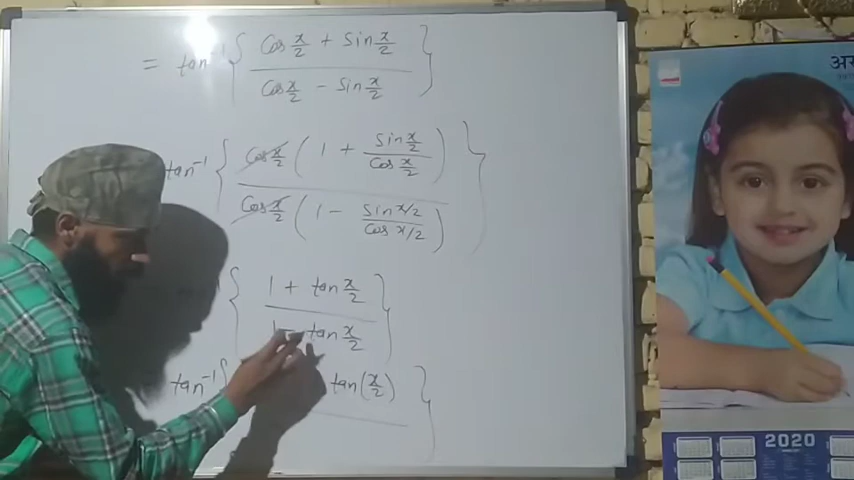 = tan⁻¹ { Cos x/2 + Sin x/2
Cos x/2 - Sin x/2 }
tan⁻¹ { Cos x/2 ( 1 + Sin x/2 / Cos x/2 )
Cos x/2 ( 1 - Sin x/2 / Cos x/2 ) }
{ 1 + tan x/2
1 - tan x/2 }
tan⁻¹ { tan(x/2) }
2020